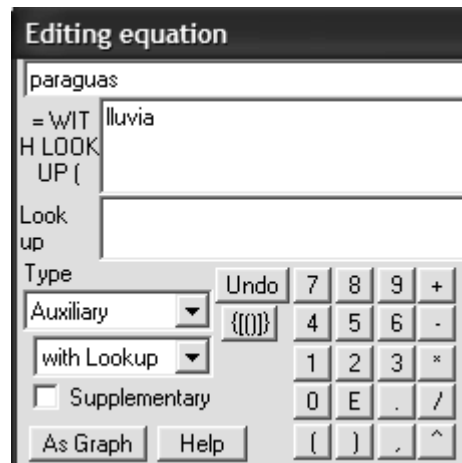 Editing equation
paraguas
= WIT
H LOOK
UP (
lluvia
Look
up
Type
Auxiliary
with Lookup
Supplementary
As Graph Help
Undo 7 8 9 +
{[()]} 4 5 6 -
1 2 3 *
0 E . /
( ) , ^